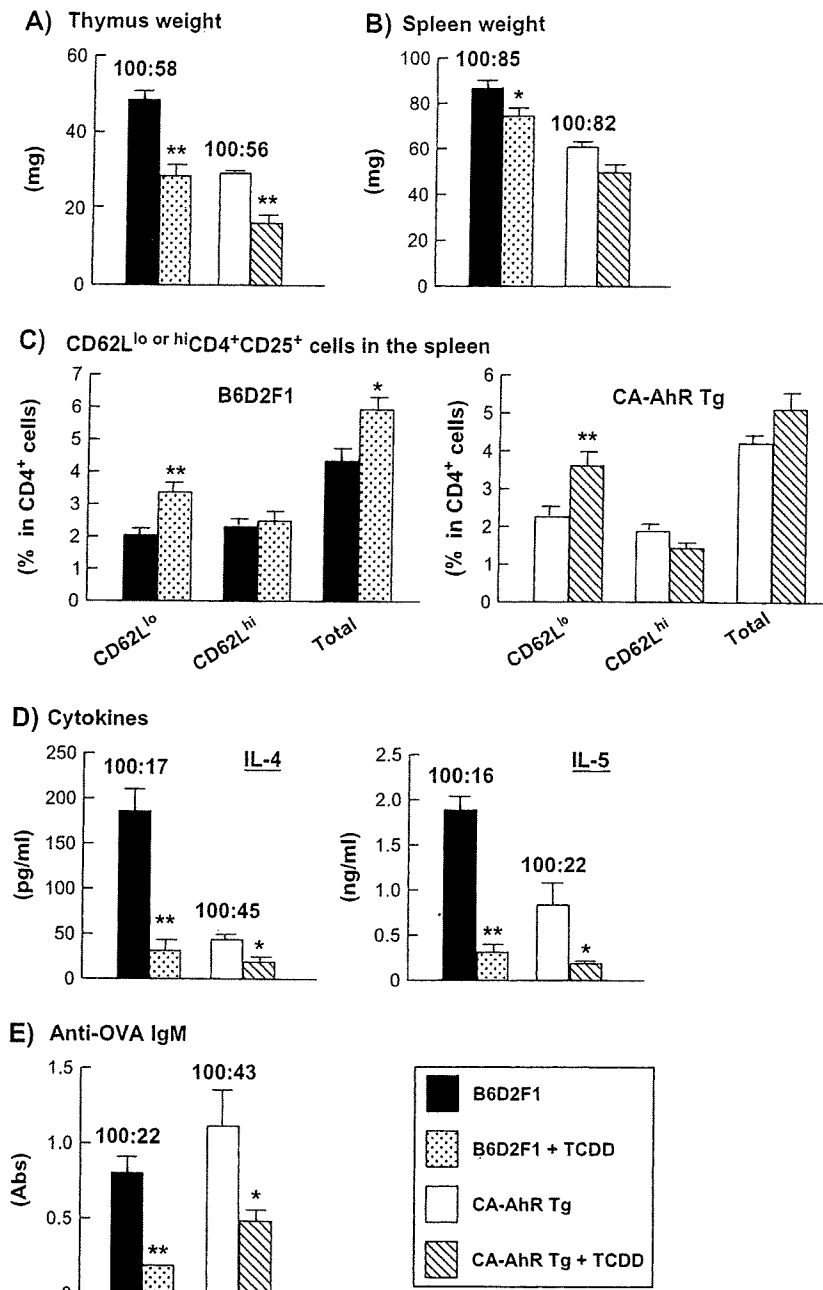 A) Thymus weight
60
40
20
0
(mg)
100:58
**
100:56
**
B) Spleen weight
100
80
60
40
20
0
(mg)
100:85
*
100:82
C) CD62L^lo or hi CD4⁺CD25⁺ cells in the spleen
7
6
5
4
3
2
1
0
(% in CD4⁺ cells)
B6D2F1
**
*
CD62L^lo
CD62L^hi
Total
6
5
4
3
2
1
0
(% in CD4⁺ cells)
CA-AhR Tg
**
CD62L^lo
CD62L^hi
Total
D) Cytokines
250
200
150
100
50
0
(pg/ml)
IL-4
100:17
**
100:45
*
2.5
2.0
1.5
1.0
0.5
0
(ng/ml)
IL-5
100:16
**
100:22
*
E) Anti-OVA IgM
1.5
1.0
0.5
(Abs)
100:22
**
100:43
*
B6D2F1
B6D2F1 + TCDD
CA-AhR Tg
CA-AhR Tg + TCDD